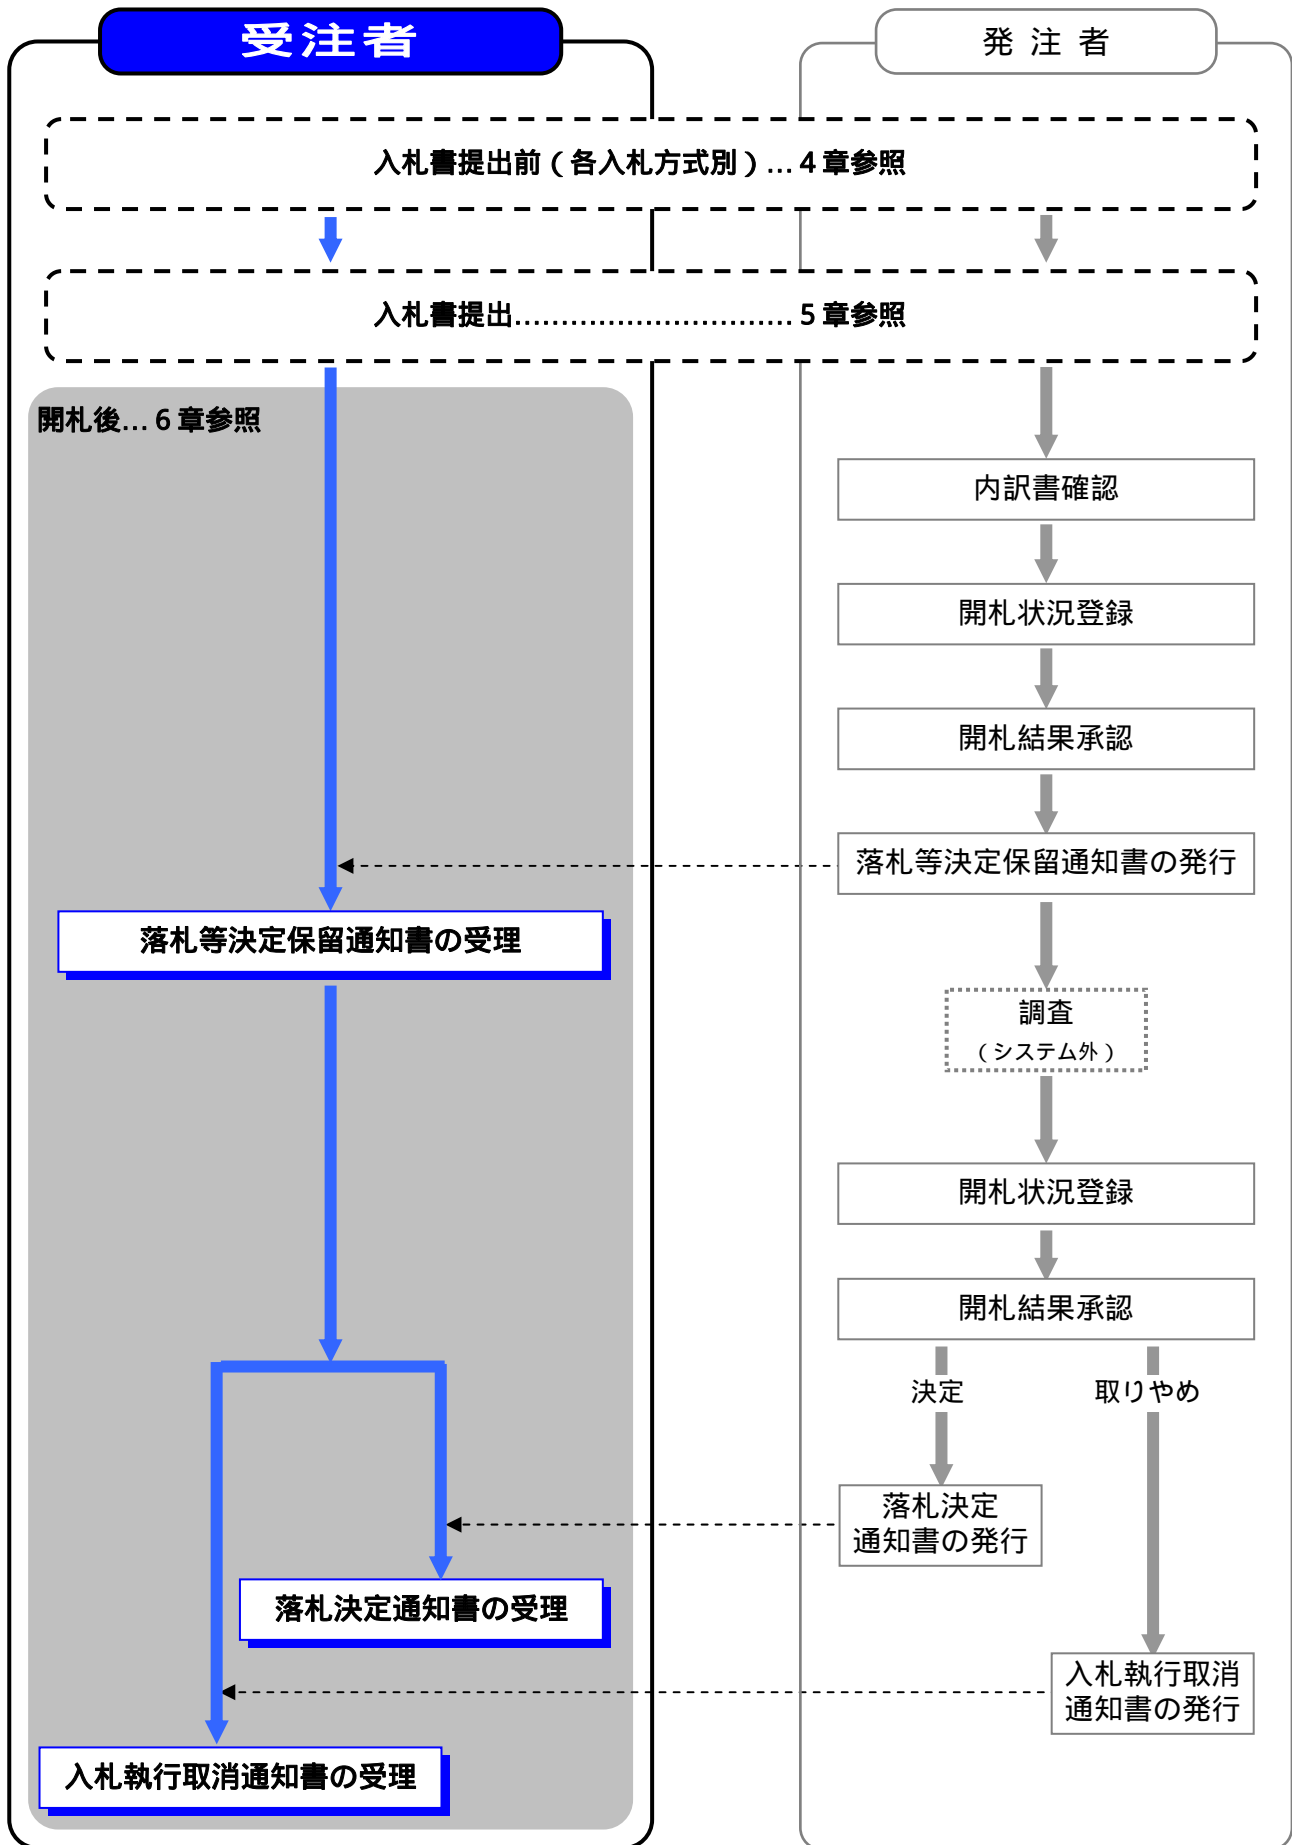 受注者
発 注 者
入札書提出前（各入札方式別）…４章参照
入札書提出…………………………５章参照
開札後…６章参照
内訳書確認
開札状況登録
開札結果承認
落札等決定保留通知書の発行
落札等決定保留通知書の受理
調査
（システム外）
開札状況登録
開札結果承認
決定
取りやめ
落札決定
通知書の発行
落札決定通知書の受理
入札執行取消
通知書の発行
入札執行取消通知書の受理